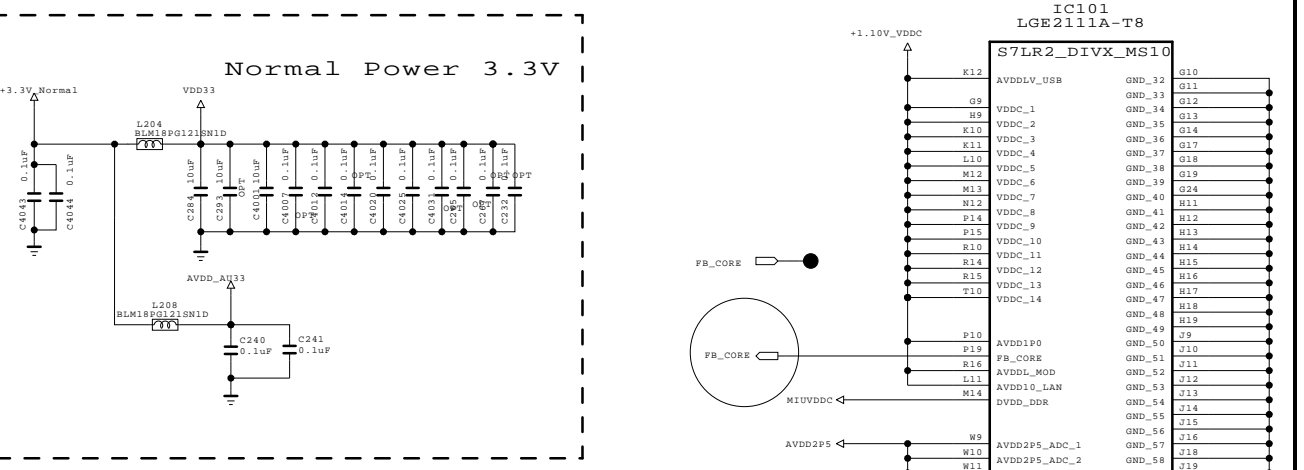 Normal Power 3.3V
+3.3V_Normal
VDD33
L204
BLM18PG121SN1D
C4043 0.1uF
C4044 0.1uF
C284 10uF
C293 10uF
OPT
C4001 10uF
C4007 0.1uF
OPT
C4012 0.1uF
C4014 0.1uF
OPT
C4020 0.1uF
C4025 0.1uF
C4031 0.1uF
OPT
OPT
OPT
OPT
C232 0.1uF
AVDD_AU33
L208
BLM18PG121SN1D
C240
0.1uF
C241
0.1uF
IC101
LGE2111A-T8
S7LR2_DIVX_MS10
+1.10V_VDDC
FB_CORE
FB_CORE
MIUVDDC
AVDD2P5
K12 AVDDLV_USB
G9 VDDC_1
H9 VDDC_2
K10 VDDC_3
K11 VDDC_4
L10 VDDC_5
M12 VDDC_6
M13 VDDC_7
N12 VDDC_8
P14 VDDC_9
P15 VDDC_10
R10 VDDC_11
R14 VDDC_12
R15 VDDC_13
T10 VDDC_14
P10 AVDD1P0
P19 FB_CORE
R16 AVDDL_MOD
L11 AVDD10_LAN
M14 DVDD_DDR
W9 AVDD2P5_ADC_1
W10 AVDD2P5_ADC_2
W11
GND_32 G10
GND_33 G11
GND_34 G12
GND_35 G13
GND_36 G14
GND_37 G17
GND_38 G18
GND_39 G19
GND_40 G24
GND_41 H11
GND_42 H12
GND_43 H13
GND_44 H14
GND_45 H15
GND_46 H16
GND_47 H17
GND_48 H18
GND_49 H19
GND_50 J9
GND_51 J10
GND_52 J11
GND_53 J12
GND_54 J13
GND_55 J14
GND_56 J15
GND_57 J16
GND_58 J18
J19